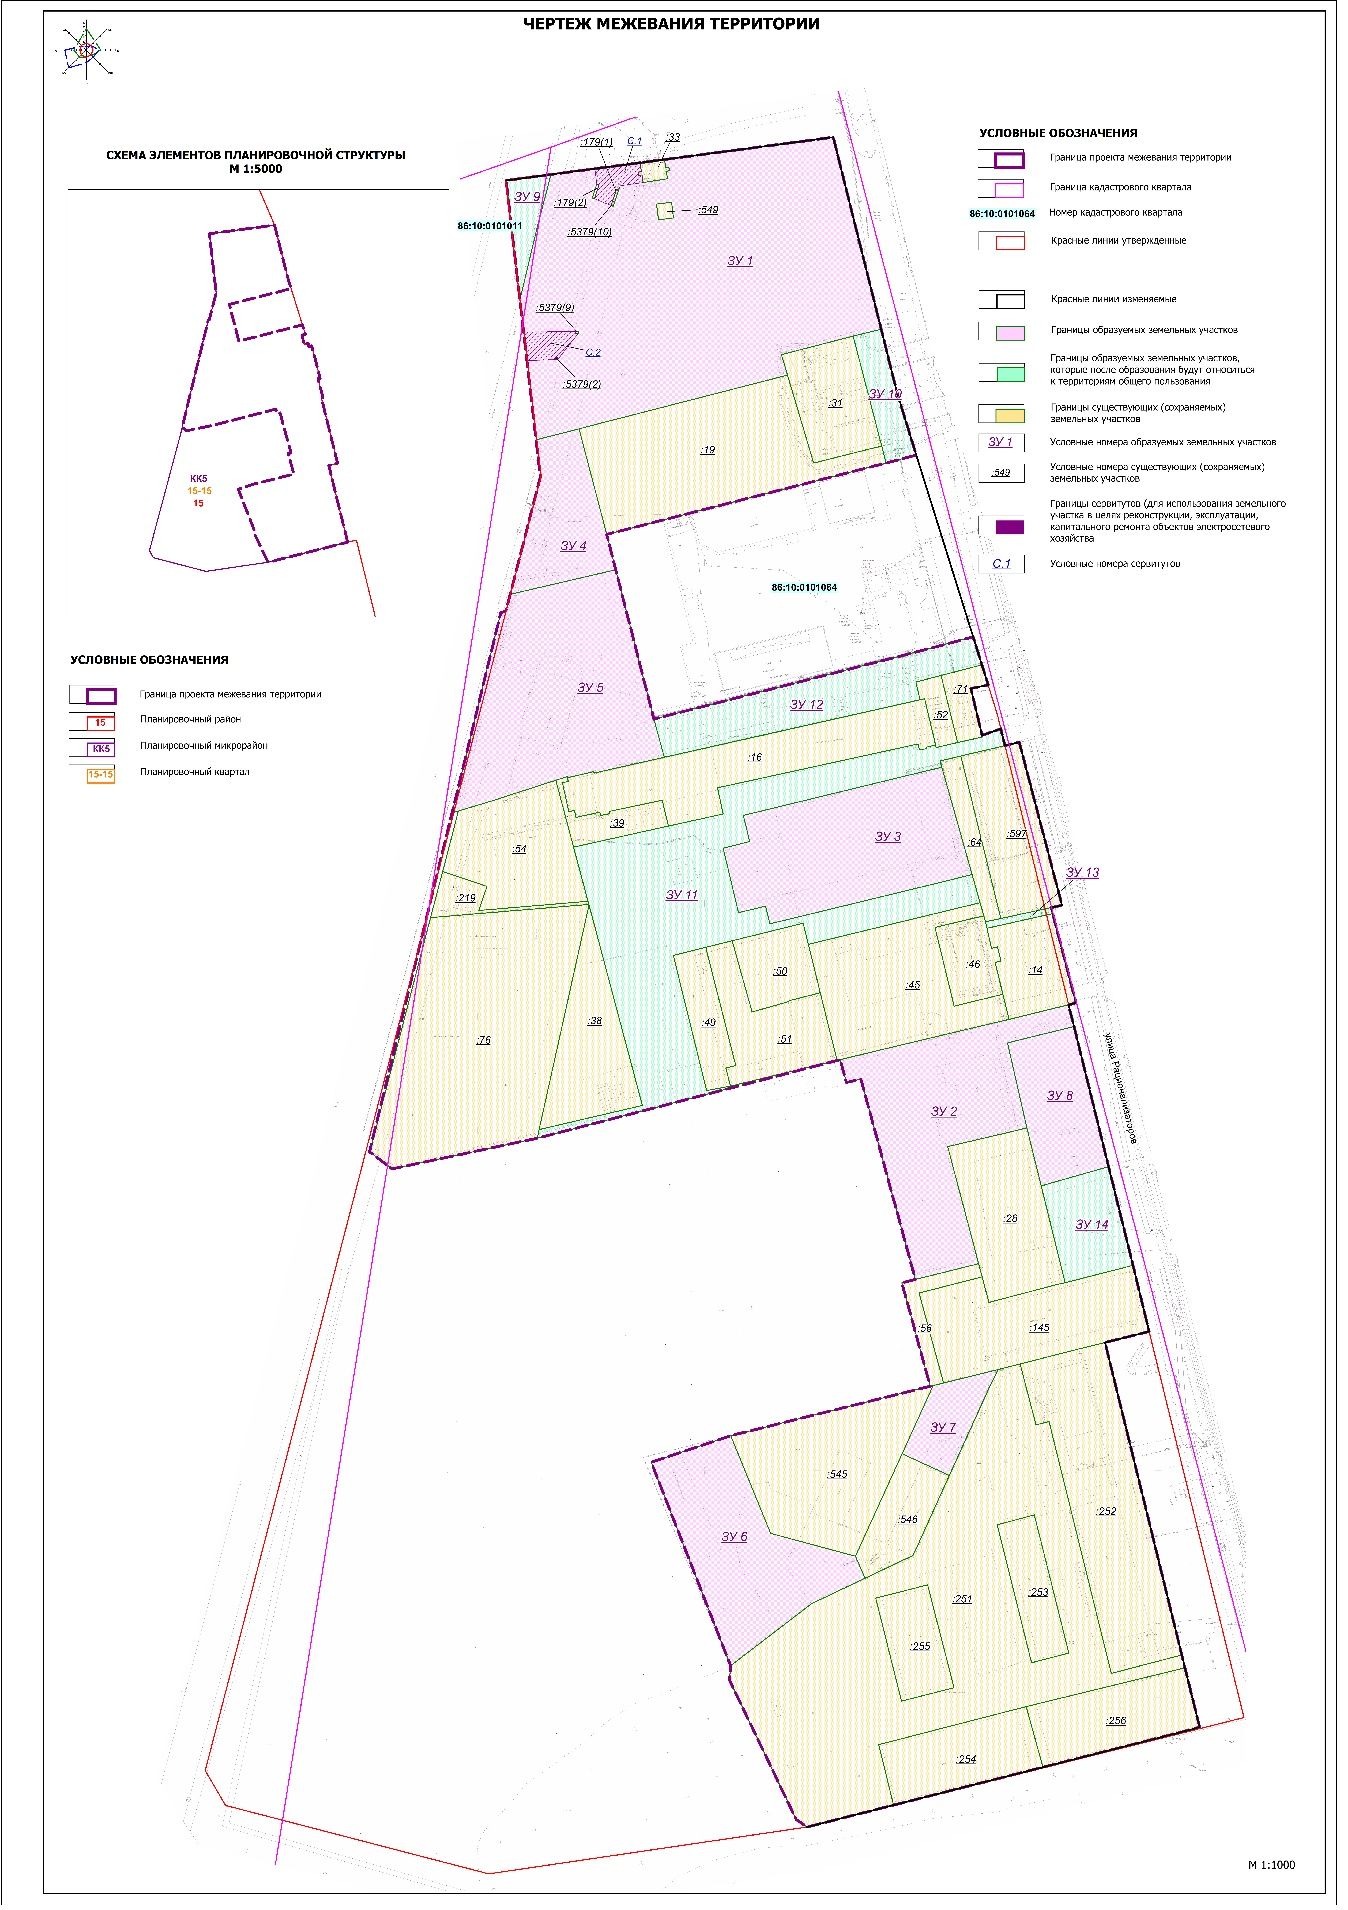 ЧЕРТЕЖ МЕЖЕВАНИЯ ТЕРРИТОРИИ
СХЕМА ЭЛЕМЕНТОВ ПЛАНИРОВОЧНОЙ СТРУКТУРЫ
М 1:5000
КК5
15-15
15
УСЛОВНЫЕ ОБОЗНАЧЕНИЯ
Граница проекта межевания территории
15
Планировочный район
КК5
Планировочный микрорайон
15-15
Планировочный квартал
УСЛОВНЫЕ ОБОЗНАЧЕНИЯ
Граница проекта межевания территории
Граница кадастрового квартала
86:10:0101064
Номер кадастрового квартала
Красные линии утвержденные
Красные линии изменяемые
Границы образуемых земельных участков
Границы образуемых земельных участков,
которые после образования будут относиться
к территориям общего пользования
Границы существующих (сохраняемых)
земельных участков
ЗУ 1
Условные номера образуемых земельных участков
:549
Условные номера существующих (сохраняемых)
земельных участков
Границы сервитутов (для использования земельного
участка в целях реконструкции, эксплуатации,
капитального ремонта объектов электросетевого
хозяйства
С.1
Условные номера сервитутов
:179(1)
С.1
:33
ЗУ 9
:179(2)
:549
86:10:0101011
:5379(10)
ЗУ 1
:5379(9)
С.2
:5379(2)
ЗУ 10
:31
:19
ЗУ 4
86:10:0101064
ЗУ 5
:71
ЗУ 12
:52
:16
:39
:597
ЗУ 3
:64
:54
ЗУ 13
ЗУ 11
:219
:46
:50
:14
:45
:38
:49
:76
:51
улица Рационализаторов
ЗУ 8
ЗУ 2
:28
ЗУ 14
:56
:145
ЗУ 7
:545
:252
:546
ЗУ 6
:253
:251
:255
:256
:254
М 1:1000